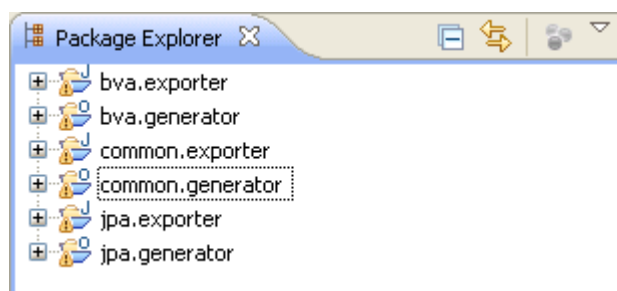 Package Explorer
bva.exporter
bva.generator
common.exporter
common.generator
jpa.exporter
jpa.generator